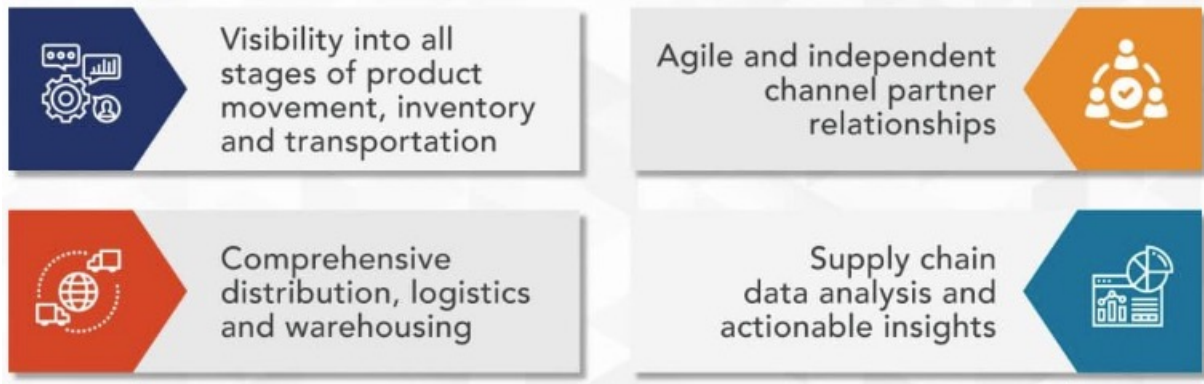 Visibility into all
stages of product
movement, inventory
and transportation
Agile and independent
channel partner
relationships
Comprehensive
distribution, logistics
and warehousing
Supply chain
data analysis and
actionable insights